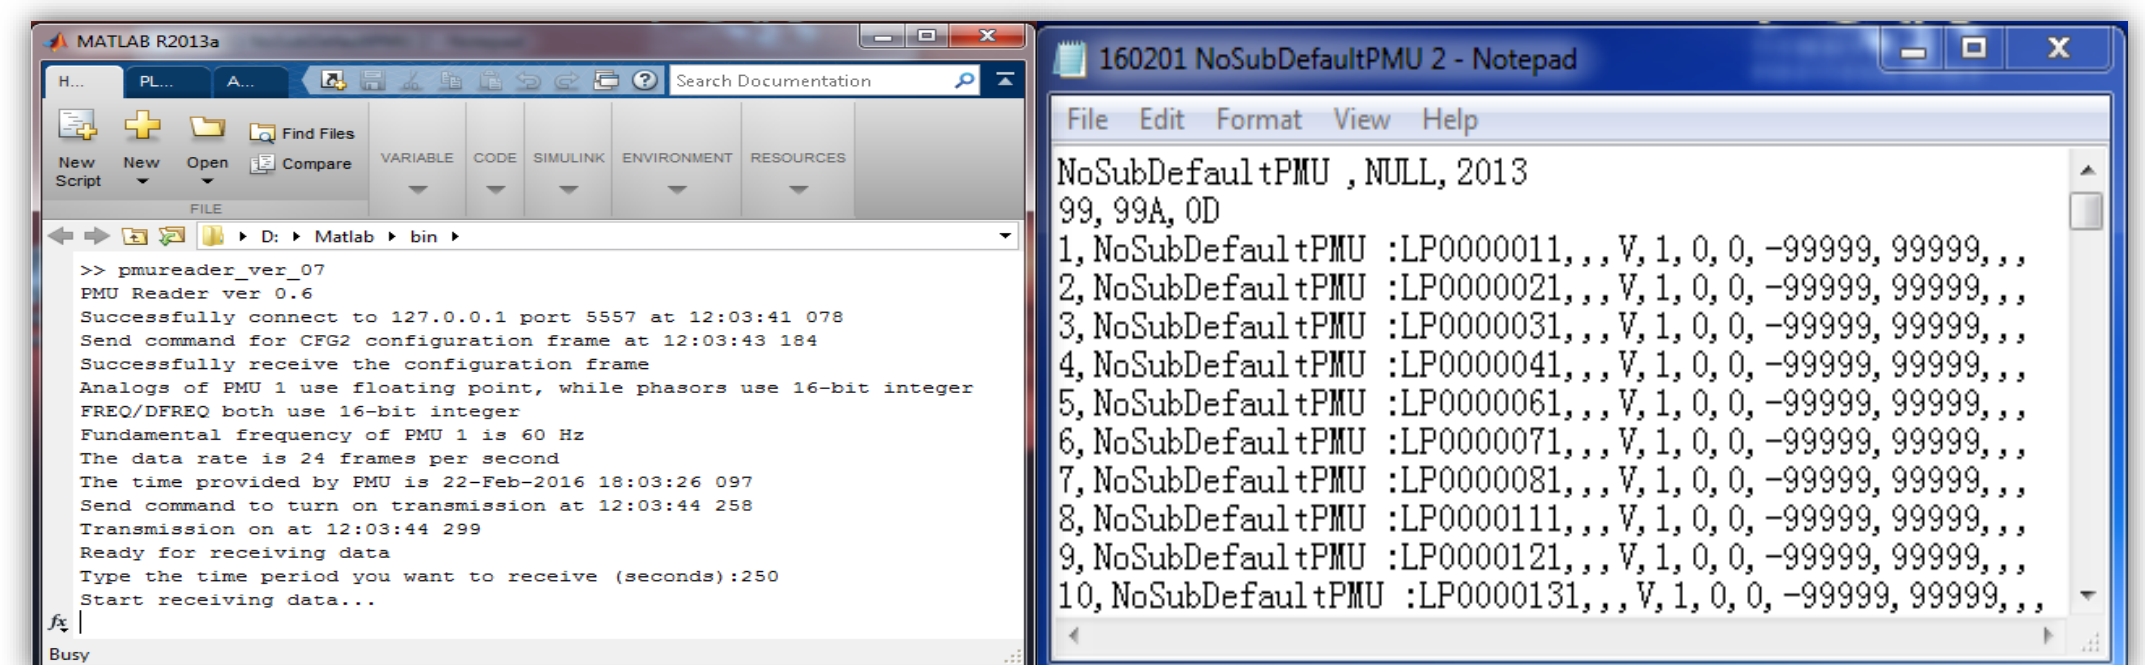 MATLAB R2013a
H...
PL...
A...
Search Documentation
New Script
New
Open
Find Files
Compare
VARIABLE
CODE
SIMULINK
ENVIRONMENT
RESOURCES
FILE
D: Matlab bin
>> pmureader_ver_07
PMU Reader ver 0.6
Successfully connect to 127.0.0.1 port 5557 at 12:03:41 078
Send command for CFG2 configuration frame at 12:03:43 184
Successfully receive the configuration frame
Analogs of PMU 1 use floating point, while phasors use 16-bit integer
FREQ/DFREQ both use 16-bit integer
Fundamental frequency of PMU 1 is 60 Hz
The data rate is 24 frames per second
The time provided by PMU is 22-Feb-2016 18:03:26 097
Send command to turn on transmission at 12:03:44 258
Transmission on at 12:03:44 299
Ready for receiving data
Type the time period you want to receive (seconds):250
Start receiving data...
fx
Busy
160201 NoSubDefaultPMU 2 - Notepad
File Edit Format View Help
NoSubDefaultPMU ,NULL,2013
99,99A,0D
1,NoSubDefaultPMU :LP0000011,,,V,1,0,0,-99999,99999,,,
2,NoSubDefaultPMU :LP0000021,,,V,1,0,0,-99999,99999,,,
3,NoSubDefaultPMU :LP0000031,,,V,1,0,0,-99999,99999,,,
4,NoSubDefaultPMU :LP0000041,,,V,1,0,0,-99999,99999,,,
5,NoSubDefaultPMU :LP0000061,,,V,1,0,0,-99999,99999,,,
6,NoSubDefaultPMU :LP0000071,,,V,1,0,0,-99999,99999,,,
7,NoSubDefaultPMU :LP0000081,,,V,1,0,0,-99999,99999,,,
8,NoSubDefaultPMU :LP0000111,,,V,1,0,0,-99999,99999,,,
9,NoSubDefaultPMU :LP0000121,,,V,1,0,0,-99999,99999,,,
10,NoSubDefaultPMU :LP0000131,,,V,1,0,0,-99999,99999,,,